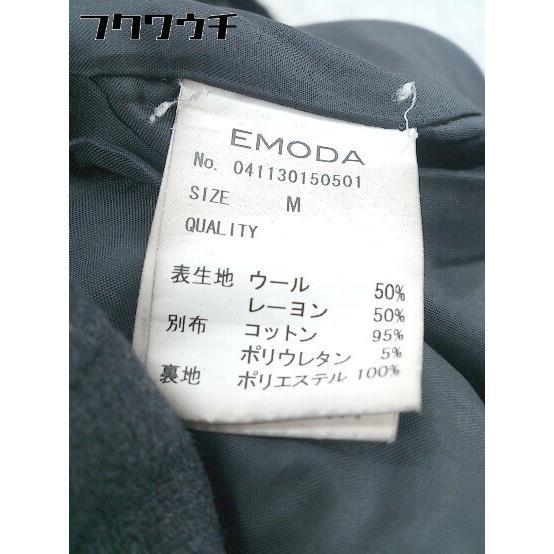 フクワウチ
EMODA
No. 041130150501
SIZE M
QUALITY
表生地 ウール 50%
レーヨン 50%
別布 コットン 95%
ポリウレタン 5%
裏地 ポリエステル 100%